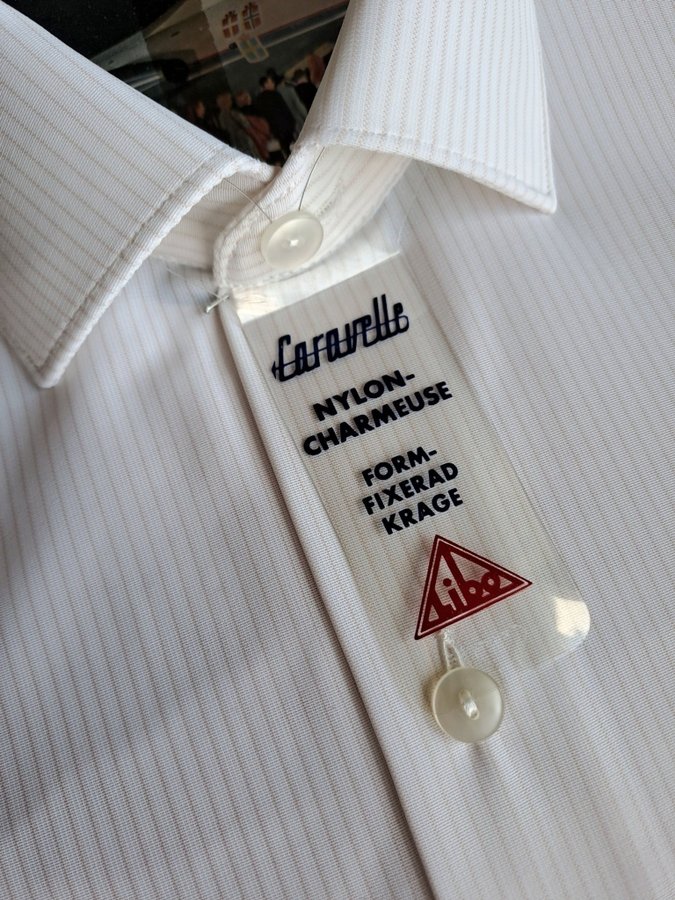 Caravelle
NYLON-
CHARMEUSE
FORM-
FIXERAD
KRAGE
Libo